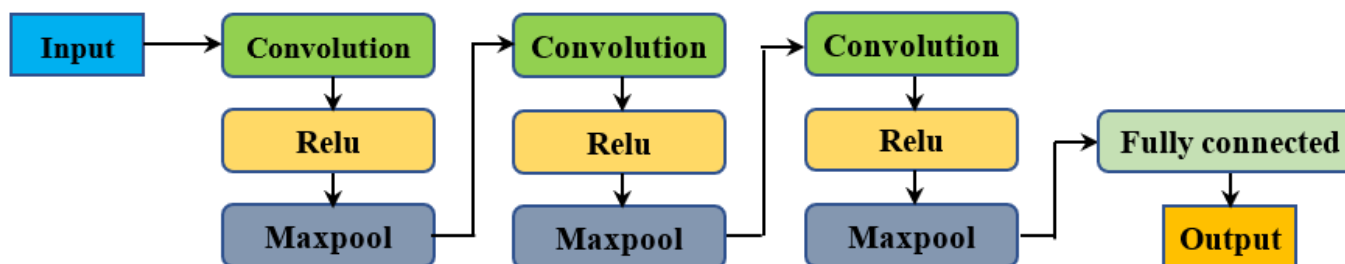 Input
Convolution
Relu
Maxpool
Convolution
Relu
Maxpool
Convolution
Relu
Maxpool
Fully connected
Output